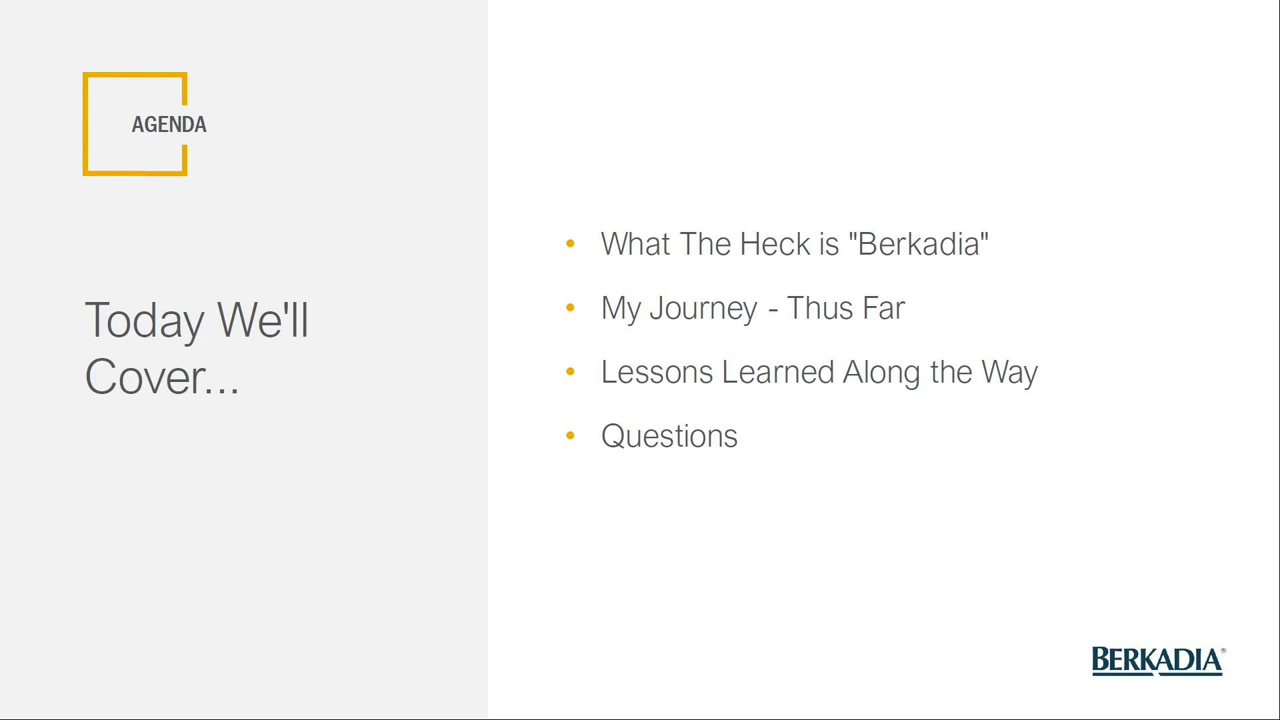 AGENDA
Today We'll
Cover...
• What The Heck is "Berkadia"
• My Journey - Thus Far
• Lessons Learned Along the Way
• Questions
BERKADIA®